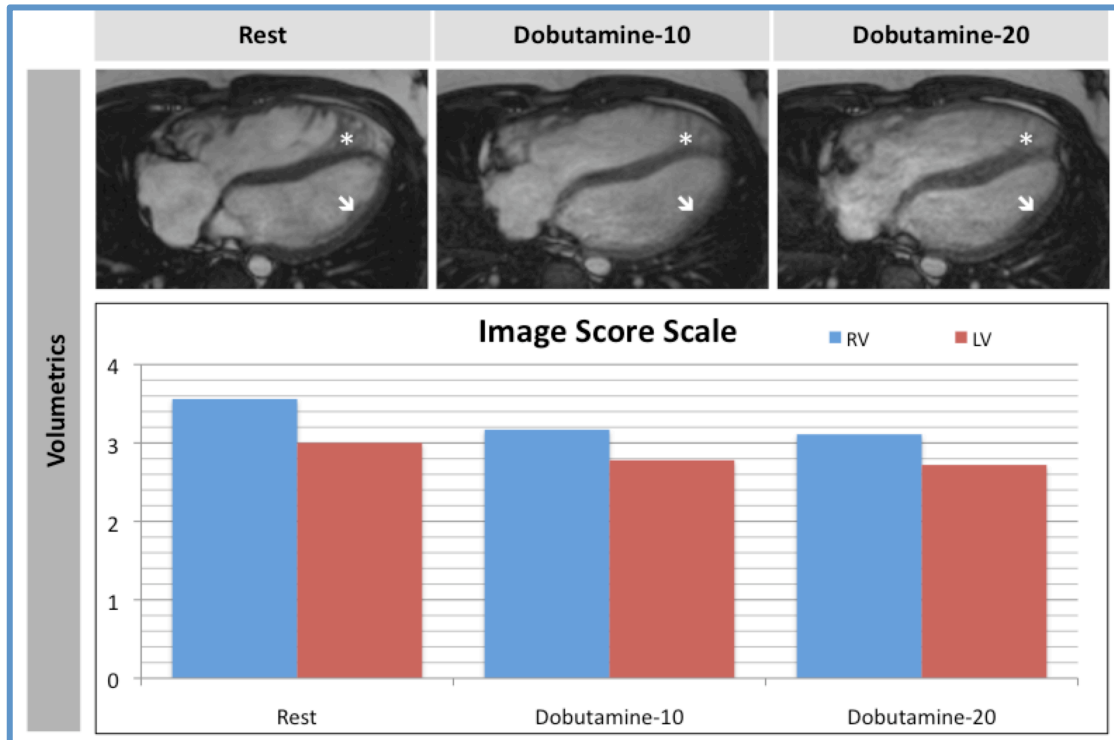 Rest Dobutamine-10 Dobutamine-20
Volumetrics
* * *
Image Score Scale
RV LV
4
3
2
1
0
Rest Dobutamine-10 Dobutamine-20